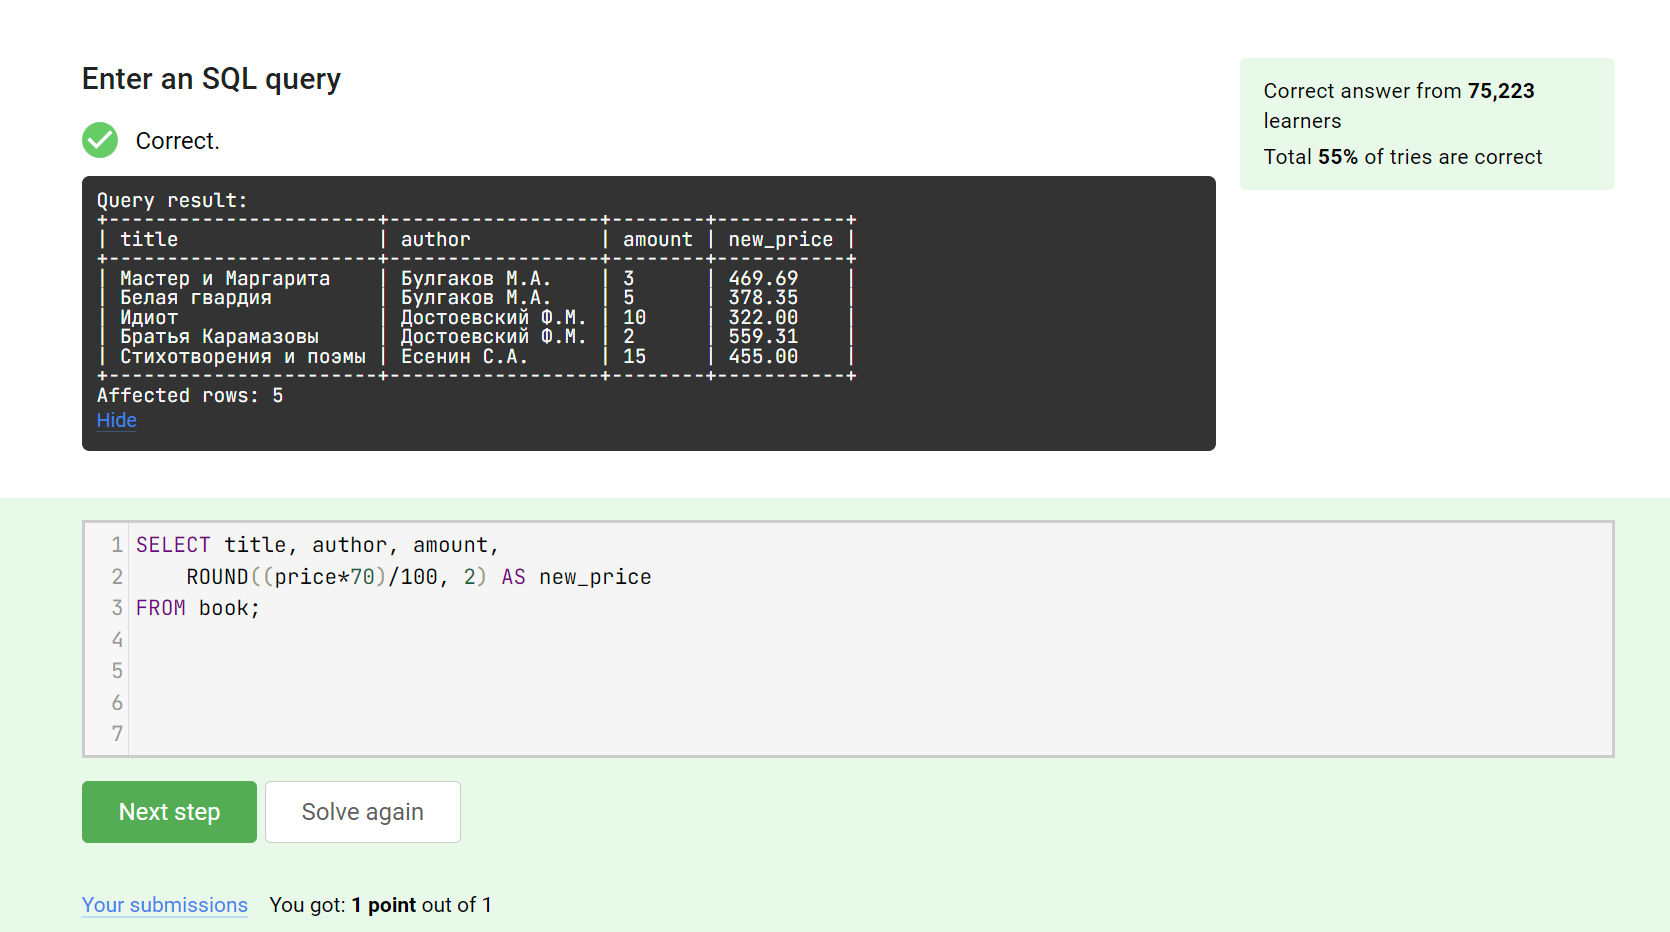 Enter an SQL query
Correct.
Correct answer from 75,223
learners
Total 55% of tries are correct
Query result:
+-----------------------+------------------+--------+-----------+
| title                 | author           | amount | new_price |
+-----------------------+------------------+--------+-----------+
| Мастер и Маргарита    | Булгаков М.А.    | 3      | 469.69    |
| Белая гвардия         | Булгаков М.А.    | 5      | 378.35    |
| Идиот                 | Достоевский Ф.М. | 10     | 322.00    |
| Братья Карамазовы     | Достоевский Ф.М. | 2      | 559.31    |
| Стихотворения и поэмы | Есенин С.А.      | 15     | 455.00    |
+-----------------------+------------------+--------+-----------+
Affected rows: 5
Hide
1 SELECT title, author, amount,
2     ROUND((price*70)/100, 2) AS new_price
3 FROM book;
4
5
6
7
Next step Solve again
Your submissions You got: 1 point out of 1